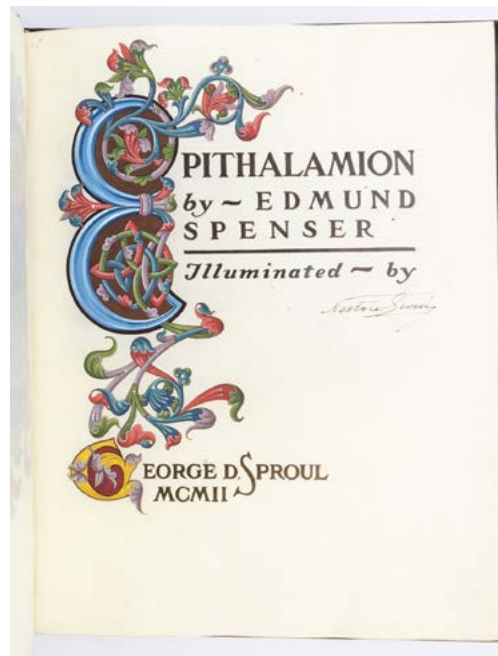 EPITHALAMION
by ~ EDMUND
SPENSER
Illuminated ~ by
GEORGE D. SPROUL
MCMII